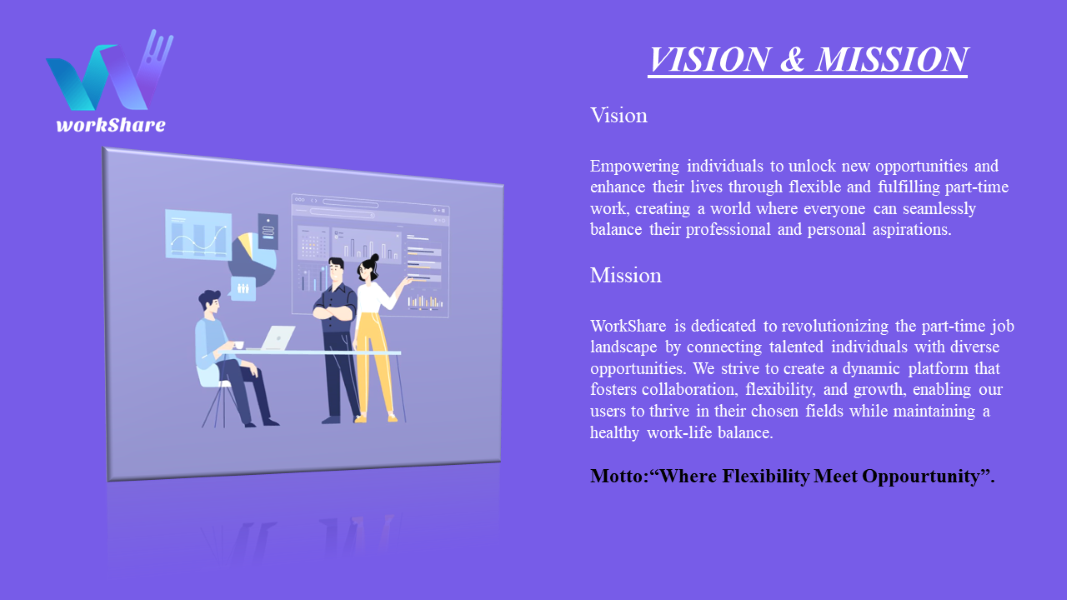 workShare
VISION & MISSION
Vision
Empowering individuals to unlock new opportunities and
enhance their lives through flexible and fulfilling part-time
work, creating a world where everyone can seamlessly
balance their professional and personal aspirations.
Mission
WorkShare is dedicated to revolutionizing the part-time job
landscape by connecting talented individuals with diverse
opportunities. We strive to create a dynamic platform that
fosters collaboration, flexibility, and growth, enabling our
users to thrive in their chosen fields while maintaining a
healthy work-life balance.
Motto:“Where Flexibility Meet Oppourtunity”.